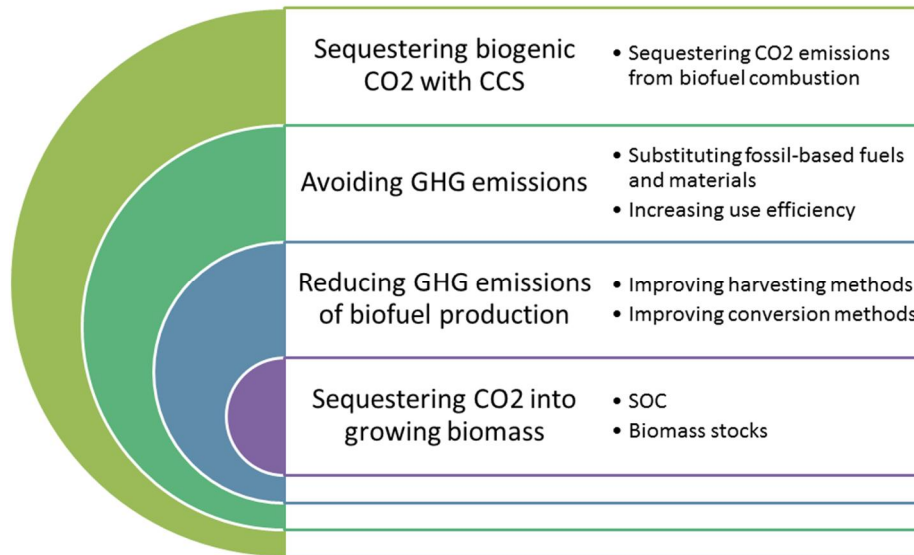 Sequestering biogenic
CO2 with CCS
• Sequestering CO2 emissions
from biofuel combustion
Avoiding GHG emissions
• Substituting fossil-based fuels
and materials
• Increasing use efficiency
Reducing GHG emissions
of biofuel production
• Improving harvesting methods
• Improving conversion methods
Sequestering CO2 into
growing biomass
• SOC
• Biomass stocks